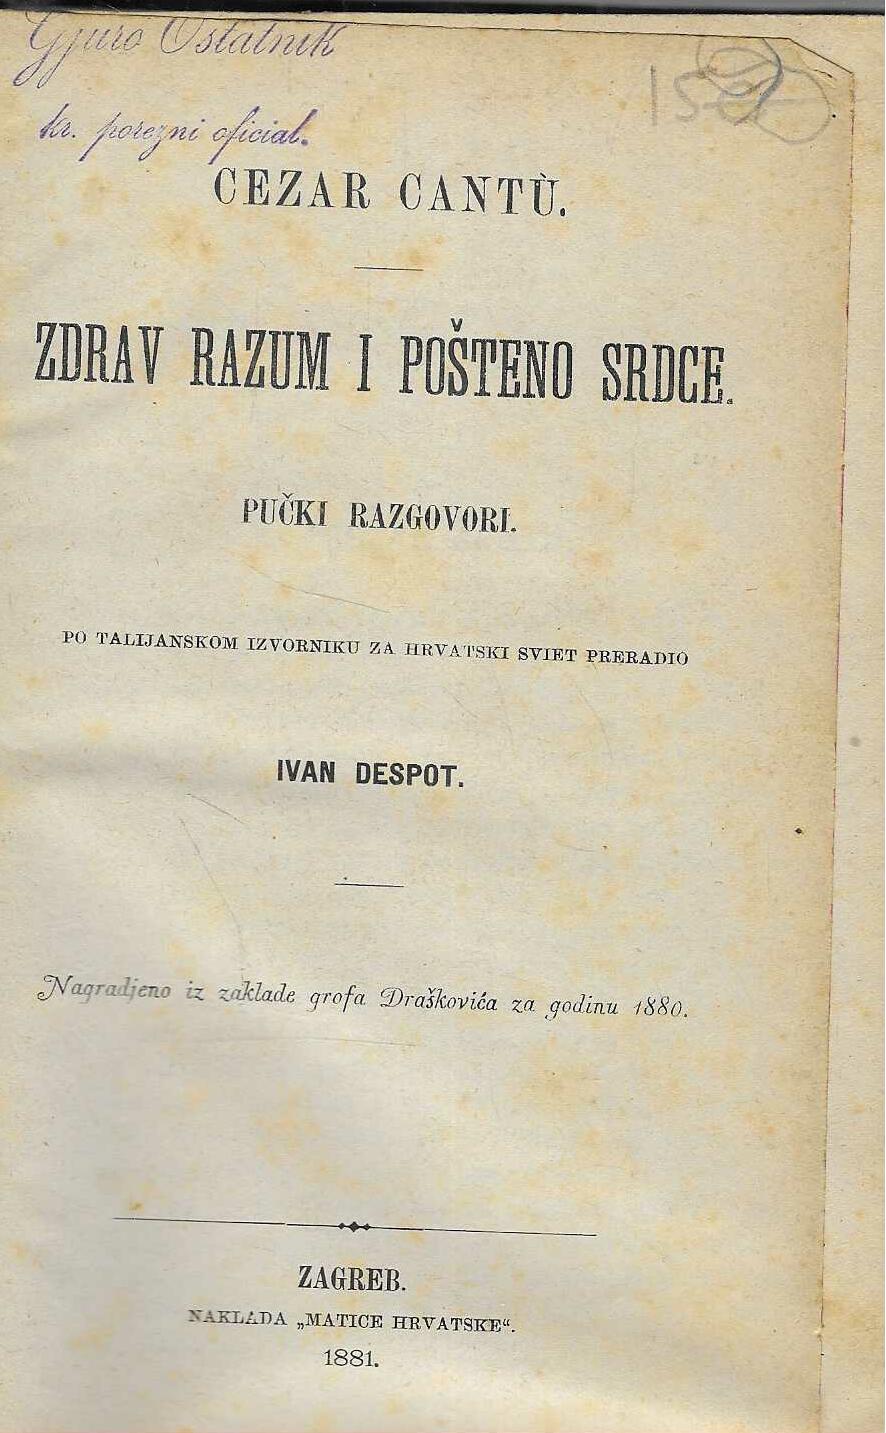 Gjuro Ostatnik
kr. porezni oficial.
CEZAR CANTÙ.
ZDRAV RAZUM I POŠTENO SRDCE.
PUČKI RAZGOVORI.
PO TALIJANSKOM IZVORNIKU ZA HRVATSKI SVIET PRERADIO
IVAN DESPOT.
Nagradjeno iz zaklade grofa Draškovića za godinu 1880.
ZAGREB.
NAKLADA „MATICE HRVATSKE“.
1881.